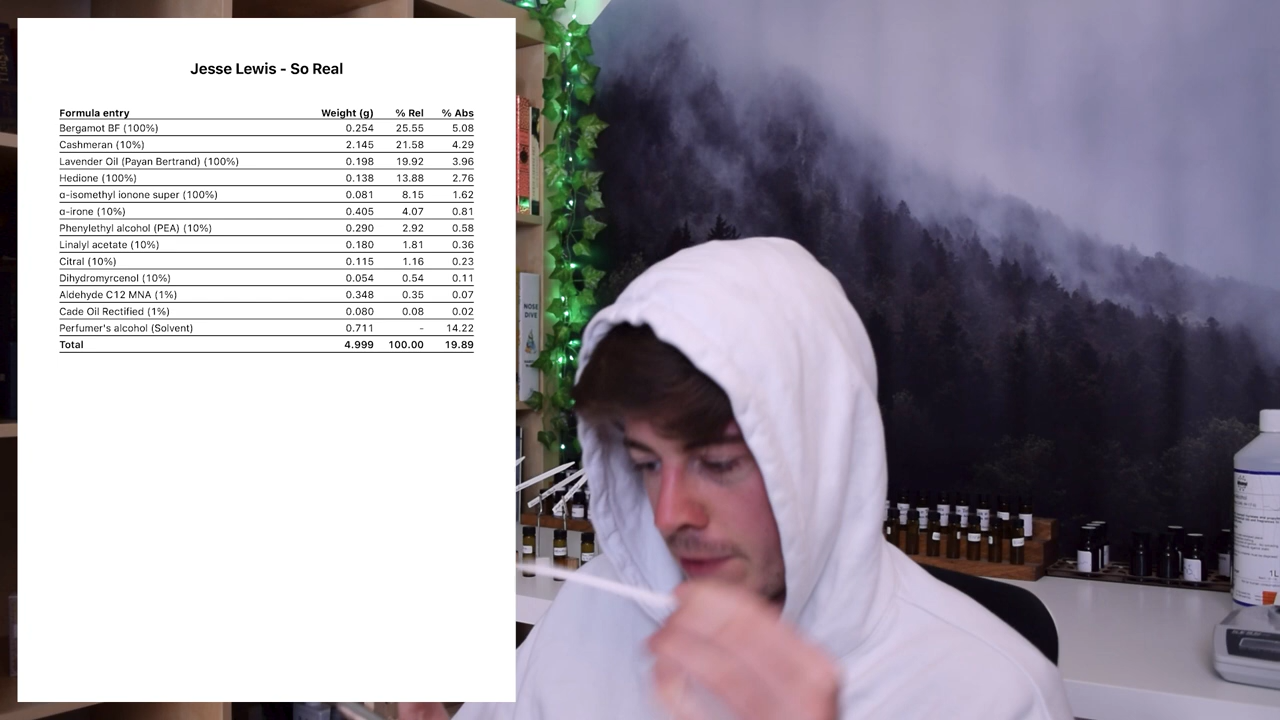 Jesse Lewis - So Real
Formula entry Weight (g) % Rel % Abs
Bergamot BF (100%) 0.254 25.55 5.08
Cashmeran (10%) 2.145 21.58 4.29
Lavender Oil (Payan Bertrand) (100%) 0.198 19.92 3.96
Hedione (100%) 0.138 13.88 2.76
α-isomethyl ionone super (100%) 0.081 8.15 1.62
α-irone (10%) 0.405 4.07 0.81
Phenylethyl alcohol (PEA) (10%) 0.290 2.92 0.58
Linalyl acetate (10%) 0.180 1.81 0.36
Citral (10%) 0.115 1.16 0.23
Dihydromyrcenol (10%) 0.054 0.54 0.11
Aldehyde C12 MNA (1%) 0.348 0.35 0.07
Cade Oil Rectified (1%) 0.080 0.08 0.02
Perfumer's alcohol (Solvent) 0.711 - 14.22
Total 4.999 100.00 19.89
NOSE
DIVE
1L